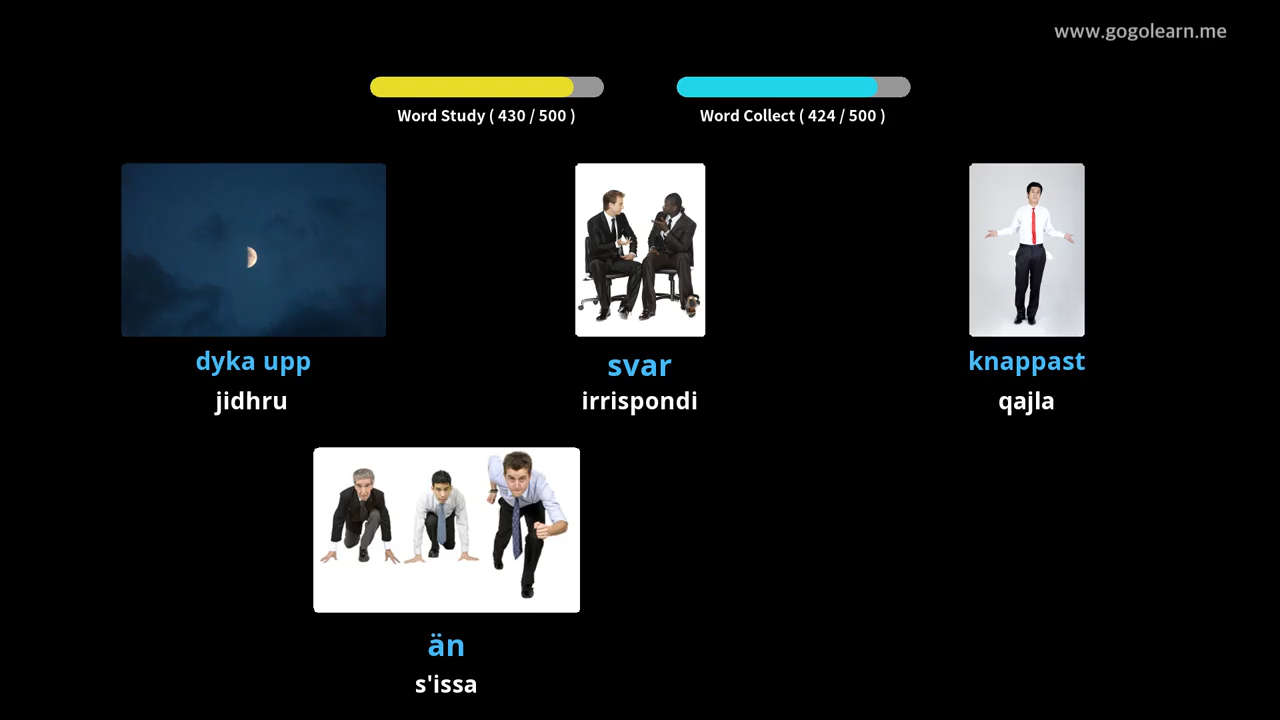 www.gogolearn.me
Word Study ( 430 / 500 )
Word Collect ( 424 / 500 )
dyka upp
jidhru
svar
irrispondi
knappast
qajla
än
s'issa